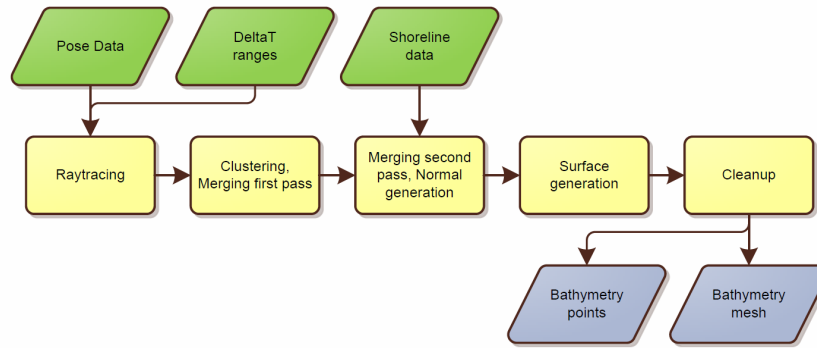 Pose Data
DeltaT
ranges
Shoreline
data
Raytracing
Clustering,
Merging first pass
Merging second
pass, Normal
generation
Surface
generation
Cleanup
Bathymetry
points
Bathymetry
mesh